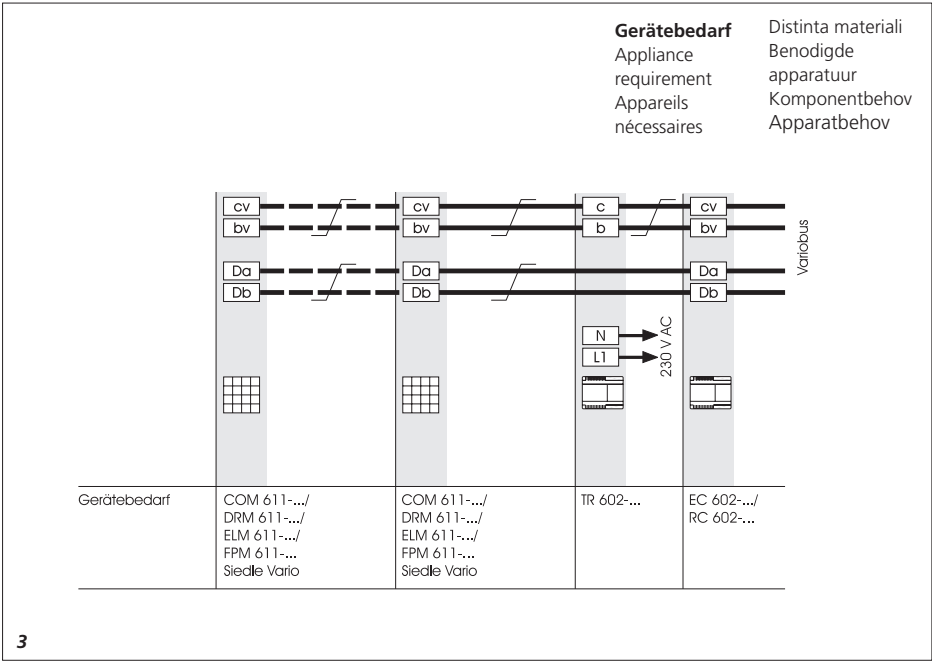 Gerätebedarf
Appliance
requirement
Appareils
nécessaires
Distinta materiali
Benodigde
apparatuur
Komponentbehov
Apparatbehov
cv cv c cv
bv bv b bv
Da Da Da
Db Db Db
Variobus
N
L1
230 V AC
Gerätebedarf
COM 611-.../
DRM 611-.../
ELM 611-.../
FPM 611-...
Siedle Vario
COM 611-.../
DRM 611-.../
ELM 611-.../
FPM 611-...
Siedle Vario
TR 602-...
EC 602-.../
RC 602-...
3